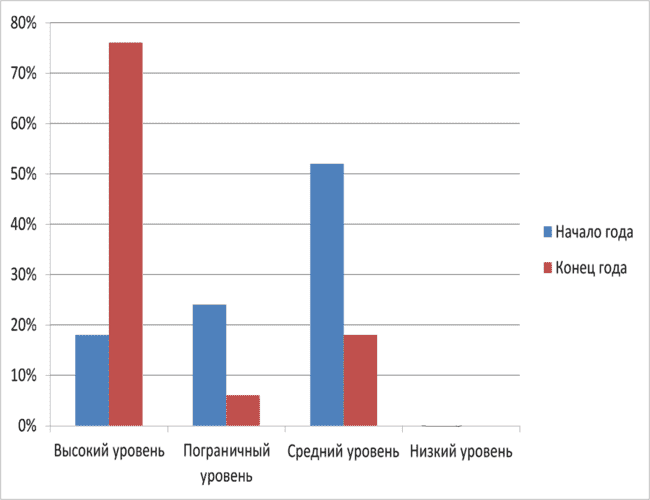 80%
70%
60%
50%
40%
30%
20%
10%
0%
Высокий уровень
Пограничный
уровень
Средний уровень
Низкий уровень
Начало года
Конец года